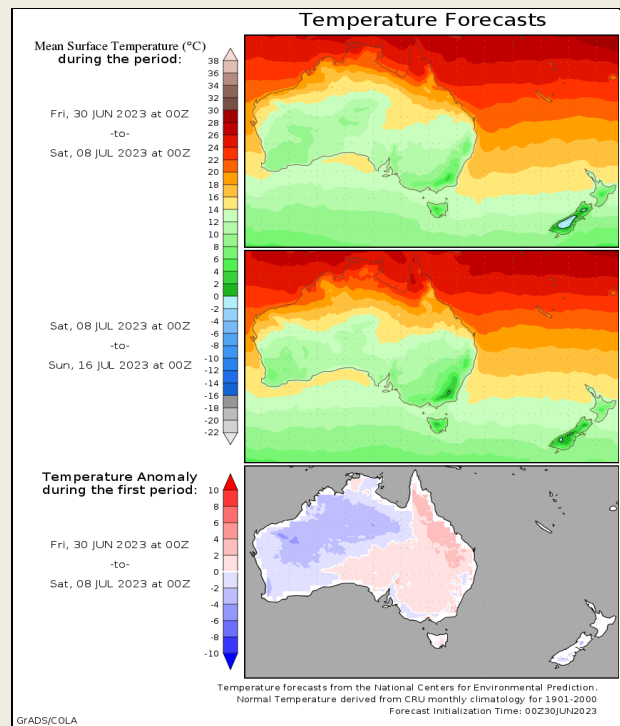 Temperature Forecasts
Mean Surface Temperature (°C)
during the period:
38
36
34
32
30
29
28
26
24
22
20
18
16
14
12
10
8
6
4
2
0
-2
-4
-6
-8
-10
-12
-14
-16
-18
-20
-22
Fri, 30 JUN 2023 at 00Z
-to-
Sat, 08 JUL 2023 at 00Z
Sat, 08 JUL 2023 at 00Z
-to-
Sun, 16 JUL 2023 at 00Z
Temperature Anomaly
during the first period:
10
8
6
4
2
0
-2
-4
-6
-8
-10
Fri, 30 JUN 2023 at 00Z
-to-
Sat, 08 JUL 2023 at 00Z
Temperature forecasts from the National Centers for Environmental Prediction.
Normal Temperature derived from CRU monthly climatology for 1901-2000
Forecast Initialization Time: 00Z30JUN2023
GrADS/COLA